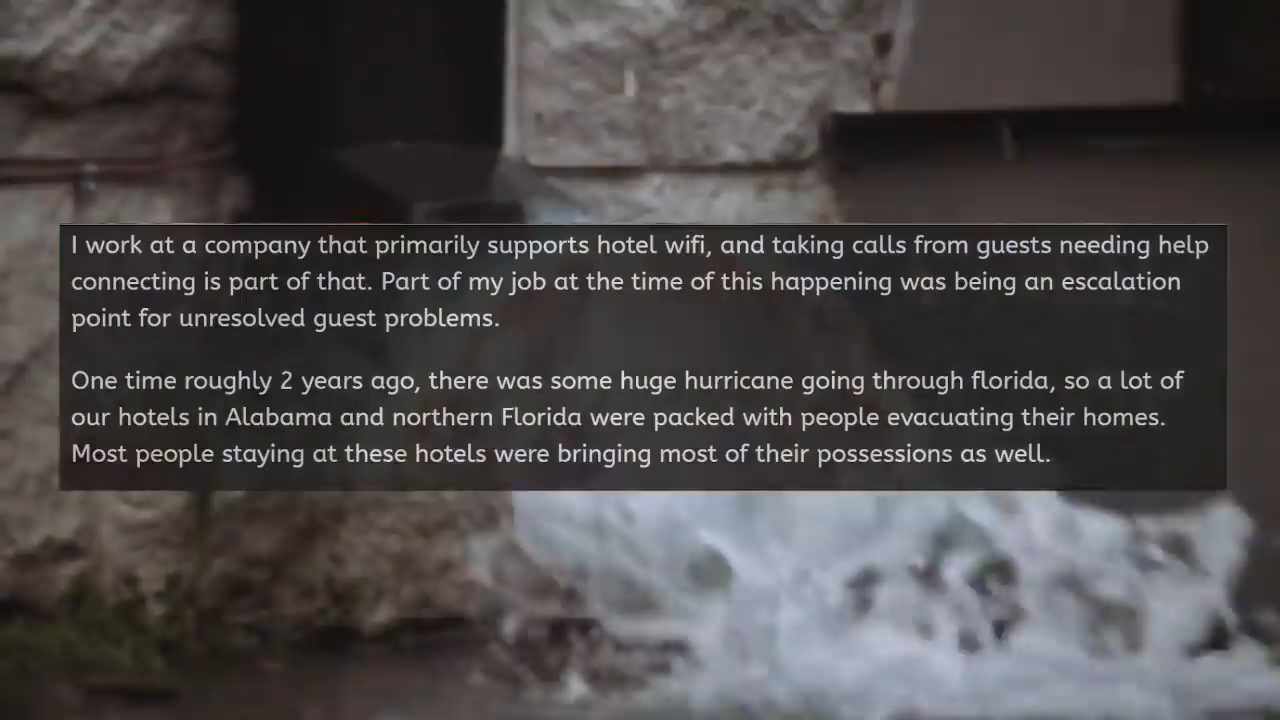 I work at a company that primarily supports hotel wifi, and taking calls from guests needing help
connecting is part of that. Part of my job at the time of this happening was being an escalation
point for unresolved guest problems.
One time roughly 2 years ago, there was some huge hurricane going through florida, so a lot of
our hotels in Alabama and northern Florida were packed with people evacuating their homes.
Most people staying at these hotels were bringing most of their possessions as well.